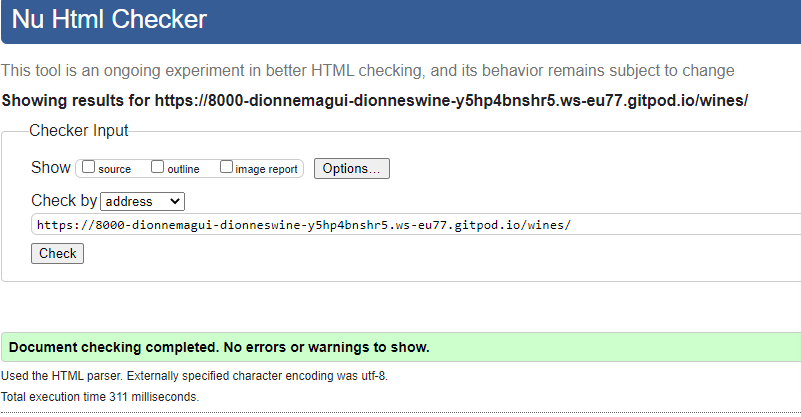 Nu Html Checker
This tool is an ongoing experiment in better HTML checking, and its behavior remains subject to change
Showing results for https://8000-dionnemagui-dionneswine-y5hp4bnshr5.ws-eu77.gitpod.io/wines/
Checker Input
Show source outline image report Options...
Check by address
https://8000-dionnemagui-dionneswine-y5hp4bnshr5.ws-eu77.gitpod.io/wines/
Check
Document checking completed. No errors or warnings to show.
Used the HTML parser. Externally specified character encoding was utf-8.
Total execution time 311 milliseconds.